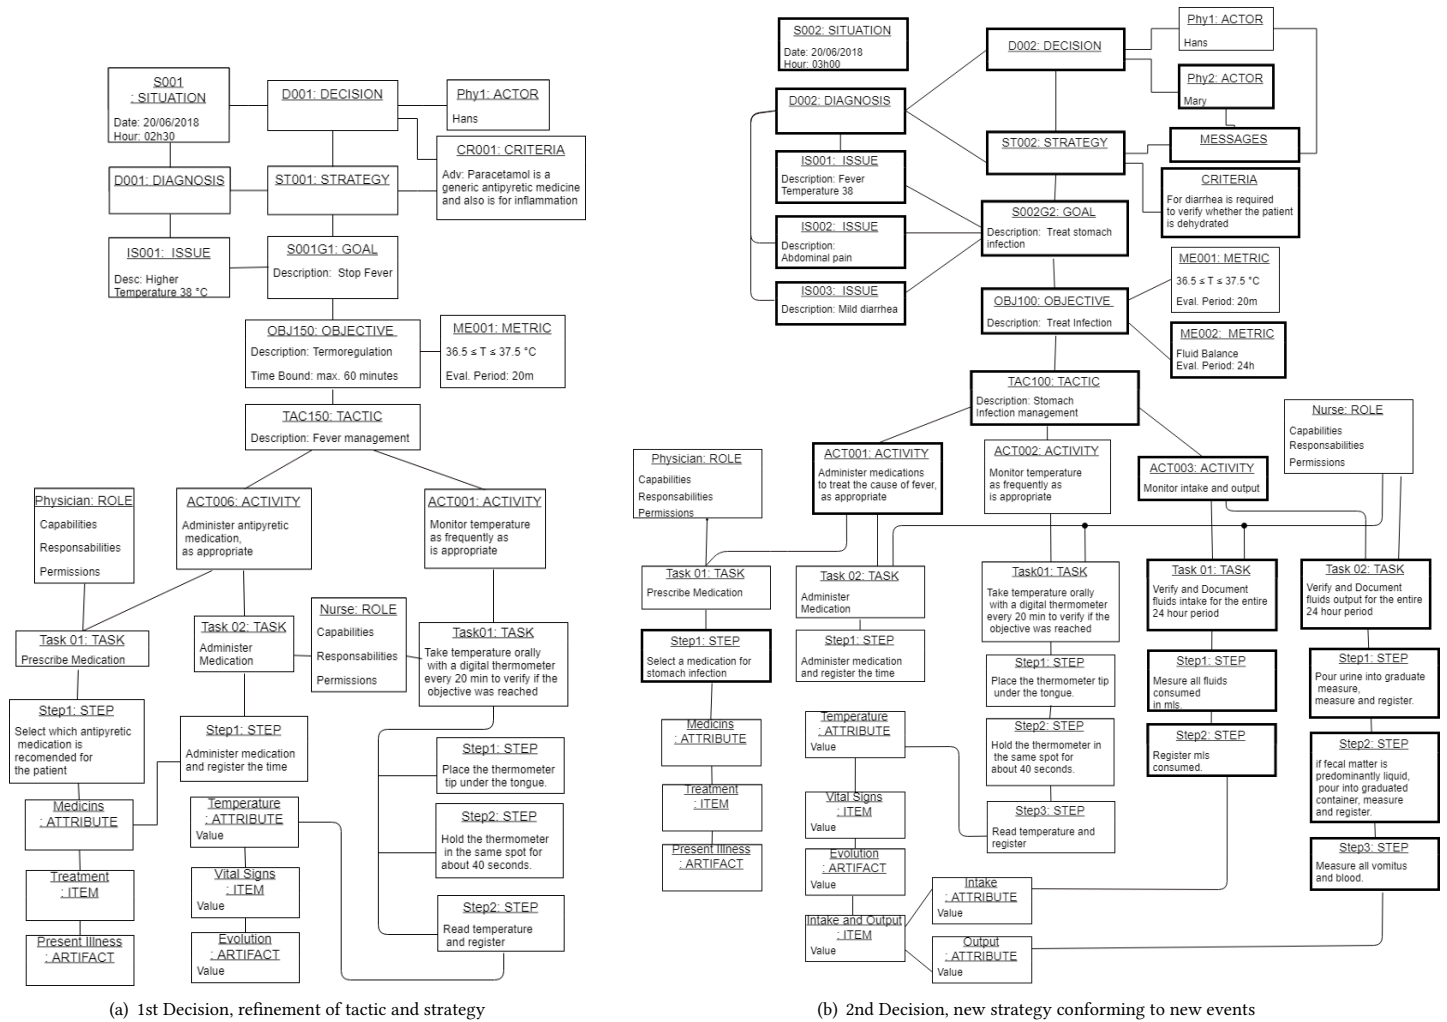 S001
: SITUATION
Date: 20/06/2018
Hour: 02h30
D001: DECISION
Phy1: ACTOR
Hans
CR001: CRITERIA
Adv: Paracetamol is a
generic antipyretic medicine
and also is for inflammation
D001: DIAGNOSIS
ST001: STRATEGY
IS001: ISSUE
Desc: Higher
Temperature 38 °C
S001G1: GOAL
Description: Stop Fever
OBJ150: OBJECTIVE
Description: Termoregulation
Time Bound: max. 60 minutes
ME001: METRIC
36.5 ≤ T ≤ 37.5 °C
Eval. Period: 20m
TAC150: TACTIC
Description: Fever management
Physician: ROLE
Capabilities
Responsabilities
Permissions
ACT006: ACTIVITY
Administer antipyretic
medication,
as appropriate
ACT001: ACTIVITY
Monitor temperature
as frequently as
is appropriate
Task 01: TASK
Prescribe Medication
Task 02: TASK
Administer
Medication
Nurse: ROLE
Capabilities
Responsabilities
Permissions
Task01: TASK
Take temperature orally
with a digital thermometer
every 20 min to verify if the
objective was reached
Step1: STEP
Select which antipyretic
medication is
recomended for
the patient
Step1: STEP
Administer medication
and register the time
Step1: STEP
Place the thermometer
tip under the tongue.
Medicins
: ATTRIBUTE
Temperature
: ATTRIBUTE
Value
Step2: STEP
Hold the thermometer
in the same spot for
about 40 seconds.
Treatment
: ITEM
Vital Signs
: ITEM
Value
Step2: STEP
Read temperature
and register
Present Illness
: ARTIFACT
Evolution
: ARTIFACT
Value
(a) 1st Decision, refinement of tactic and strategy
S002: SITUATION
Date: 20/06/2018
Hour: 03h00
D002: DECISION
Phy1: ACTOR
Hans
Phy2: ACTOR
Mary
D002: DIAGNOSIS
ST002: STRATEGY
MESSAGES
IS001: ISSUE
Description: Fever
Temperature 38
CRITERIA
For diarrhea is required
to verify whether the patient
is dehydrated
IS002: ISSUE
Description:
Abdominal pain
S002G2: GOAL
Description: Treat stomach
infection
IS003: ISSUE
Description: Mild diarrhea
OBJ100: OBJECTIVE
Description: Treat Infection
ME001: METRIC
36.5 ≤ T ≤ 37.5 °C
Eval. Period: 20m
ME002: METRIC
Fluid Balance
Eval. Period: 24h
TAC100: TACTIC
Description: Stomach
Infection management
Nurse: ROLE
Capabilities
Responsabilities
Permissions
Physician: ROLE
Capabilities
Responsabilities
Permissions
ACT001: ACTIVITY
Administer medications
to treat the cause of fever,
as appropriate
ACT002: ACTIVITY
Monitor temperature
as frequently as
is appropriate
ACT003: ACTIVITY
Monitor intake and output
Task 01: TASK
Prescribe Medication
Task 02: TASK
Administer
Medication
Task01: TASK
Take temperature orally
with a digital thermometer
every 20 min to verify if the
objective was reached
Task 01: TASK
Verify and Document
fluids intake for the entire
24 hour period
Task 02: TASK
Verify and Document
fluids output for the entire
24 hour period
Step1: STEP
Select a medication for
stomach infection
Step1: STEP
Administer medication
and register the time
Step1: STEP
Place the thermometer tip
under the tongue.
Step1: STEP
Mesure all fluids
consumed
in mls.
Step1: STEP
Pour urine into graduate
measure,
measure and register.
Medicins
: ATTRIBUTE
Temperature
: ATTRIBUTE
Value
Step2: STEP
Hold the thermometer in
the same spot for
about 40 seconds.
Step2: STEP
Register mls
consumed.
Step2: STEP
if fecal matter is
predominantly liquid,
pour into graduated
container, measure
and register.
Treatment
: ITEM
Vital Signs
: ITEM
Value
Step3: STEP
Read temperature and
register
Step3: STEP
Measure all vomitus
and blood.
Present Illness
: ARTIFACT
Evolution
: ARTIFACT
Value
Intake
: ATTRIBUTE
Value
Intake and Output
: ITEM
Value
Output
: ATTRIBUTE
Value
(b) 2nd Decision, new strategy conforming to new events